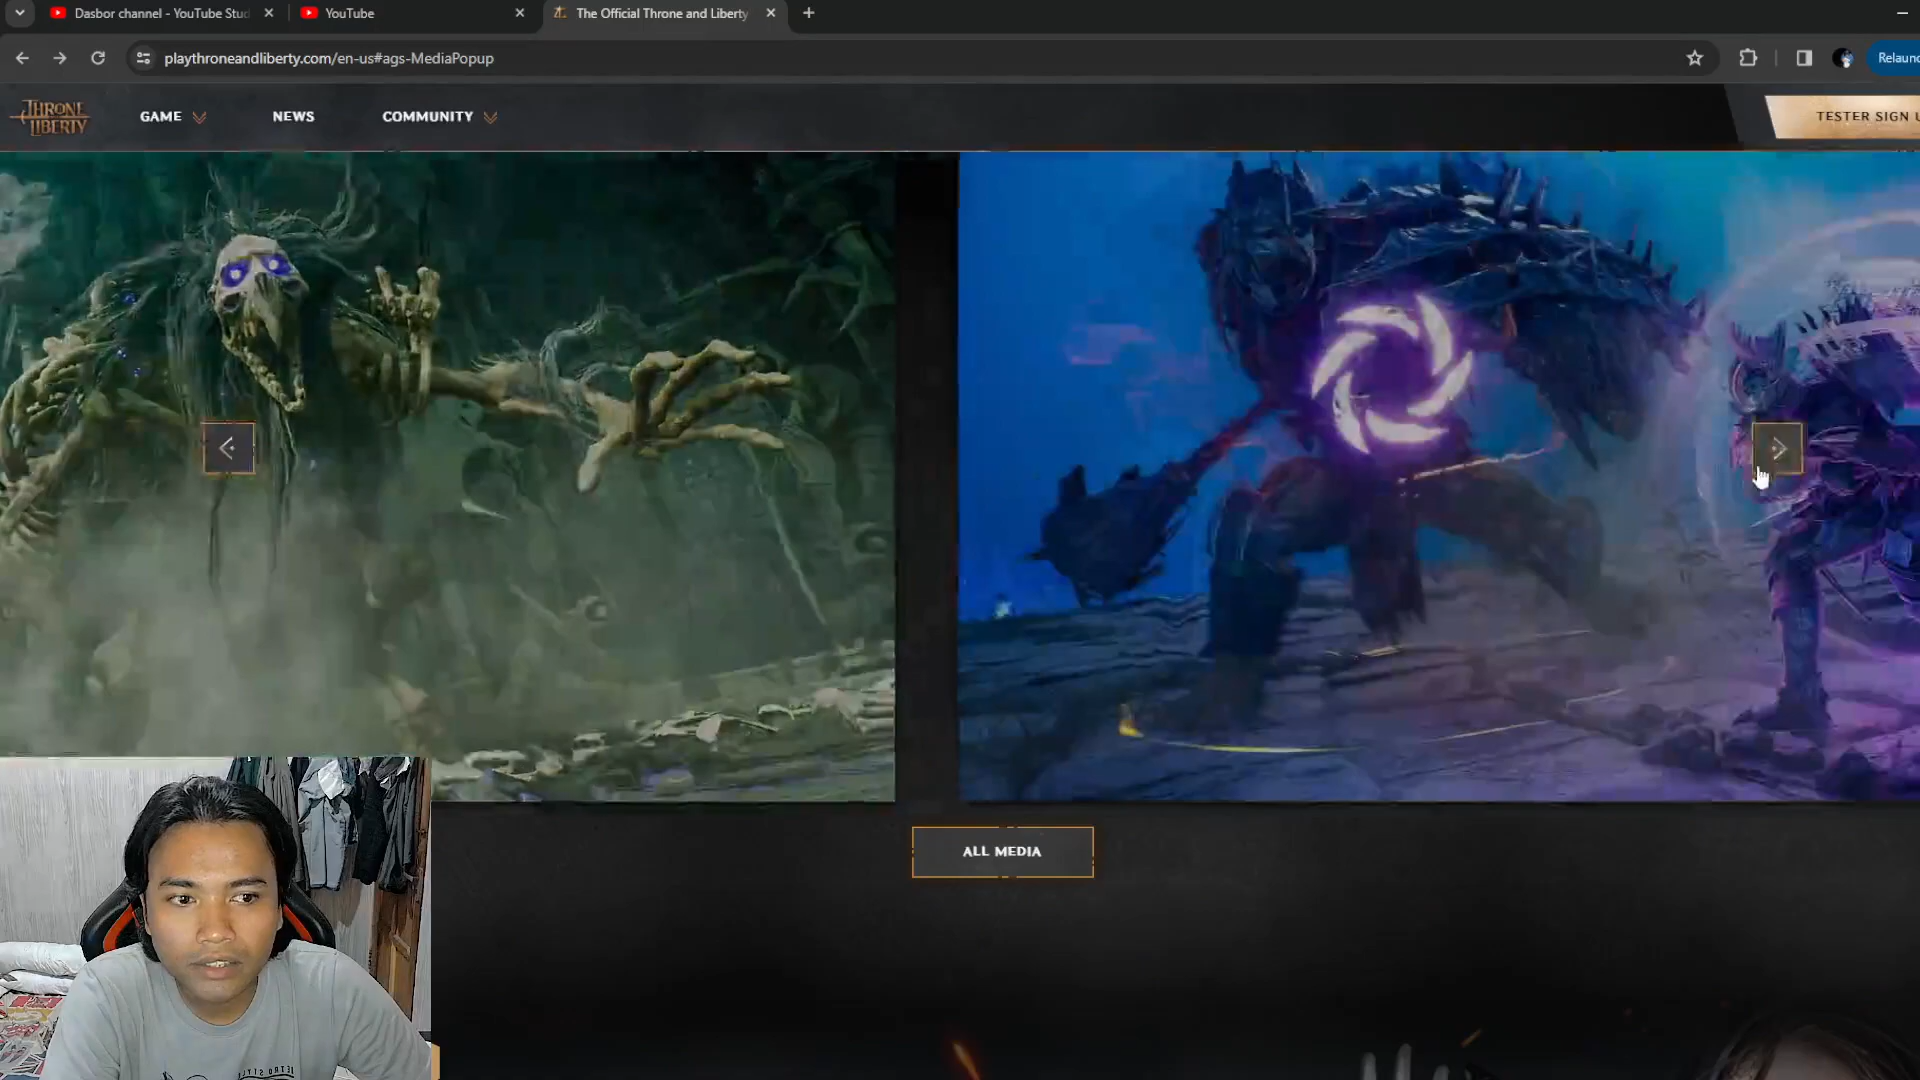 Dasbor channel - YouTube Stud
YouTube
The Official Throne and Liberty
playthroneandliberty.com/en-us#ags-MediaPopup
Relaunc
THRONE
LIBERTY
GAME
NEWS
COMMUNITY
TESTER SIGN U
ALL MEDIA